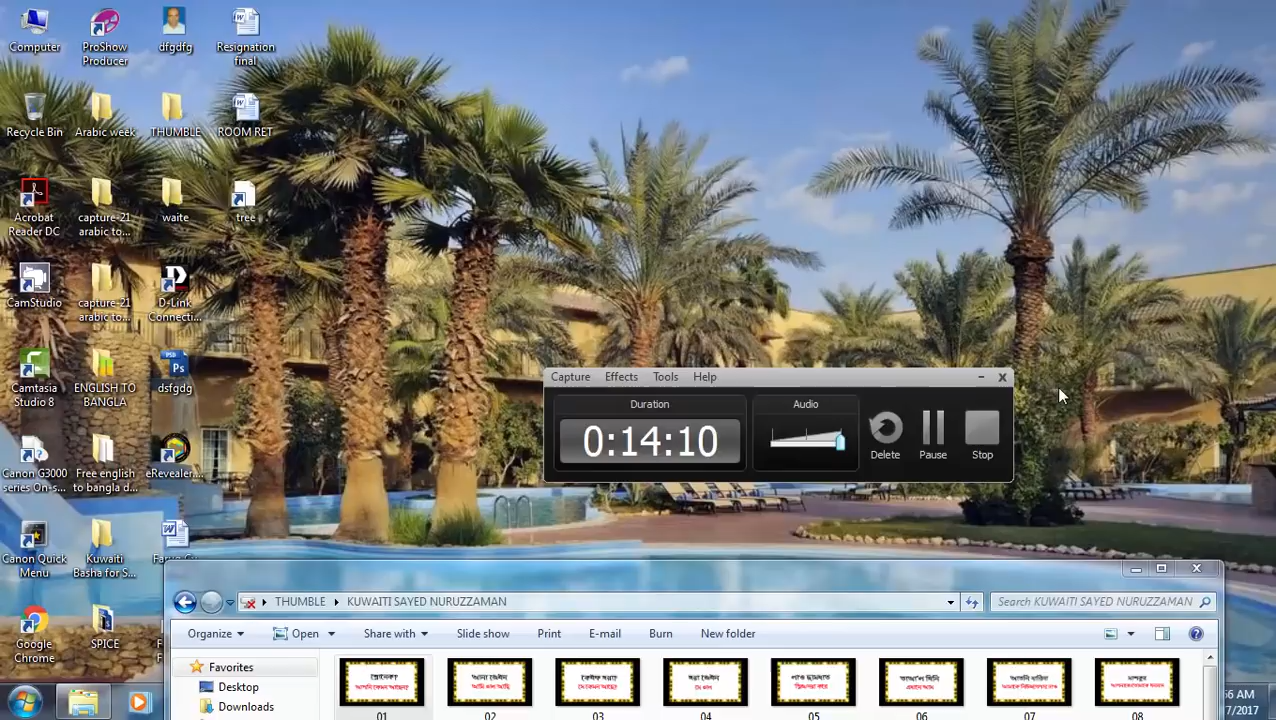 Computer
ProShow Producer
dfgdfg
Resignation final
Recycle Bin
Arabic week
THUMBLE
ROOM RET
Acrobat Reader DC
capture-21 arabic to...
waite
tree
CamStudio
capture-21 arabic to...
D-Link Connecti...
Camtasia Studio 8
ENGLISH TO BANGLA
dsfgdg
Canon G3000 series On-s...
Free english to bangla d...
eRevealer...
Canon Quick Menu
Kuwaiti Basha for S...
Google Chrome
SPICE
Capture Effects Tools Help
Duration
0:14:10
Audio
Delete
Pause
Stop
THUMBLE
KUWAITI SAYED NURUZZAMAN
Search KUWAITI SAYED NURUZZAMAN
Organize
Open
Share with
Slide show
Print
E-mail
Burn
New folder
Favorites
Desktop
Downloads
01 02 03 04 05 06 07 08
56 AM
7/2017